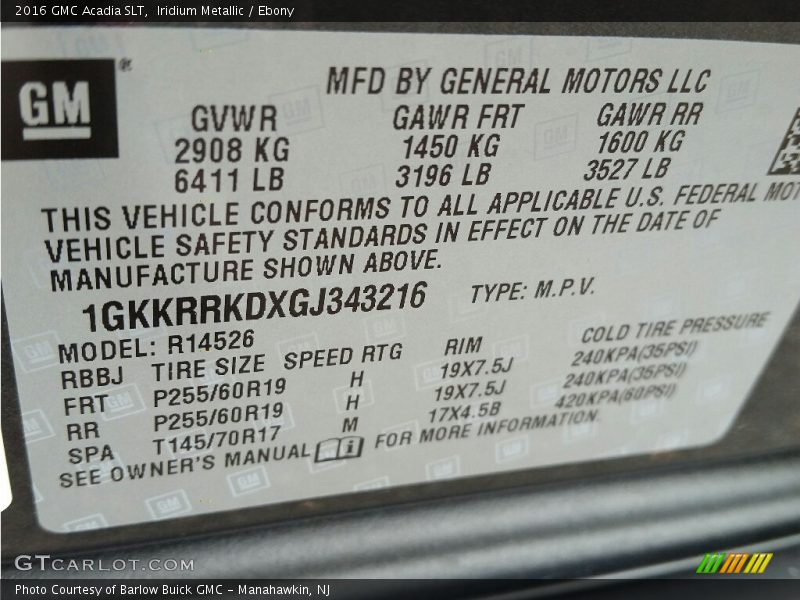 2016 GMC Acadia SLT, Iridium Metallic / Ebony
GM ®
MFD BY GENERAL MOTORS LLC
GVWR GAWR FRT GAWR RR
2908 KG 1450 KG 1600 KG
6411 LB 3196 LB 3527 LB
THIS VEHICLE CONFORMS TO ALL APPLICABLE U.S. FEDERAL MOT
VEHICLE SAFETY STANDARDS IN EFFECT ON THE DATE OF
MANUFACTURE SHOWN ABOVE.
1GKKRRKDXGJ343216 TYPE: M.P.V.
MODEL: R14526
RBBJ TIRE SIZE SPEED RTG RIM COLD TIRE PRESSURE
FRT P255/60R19 H 19X7.5J 240KPA(35PSI)
RR P255/60R19 H 19X7.5J 240KPA(35PSI)
SPA T145/70R17 M 17X4.5B 420KPA(60PSI)
SEE OWNER'S MANUAL i FOR MORE INFORMATION.
GTCARLOT.COM
Photo Courtesy of Barlow Buick GMC - Manahawkin, NJ